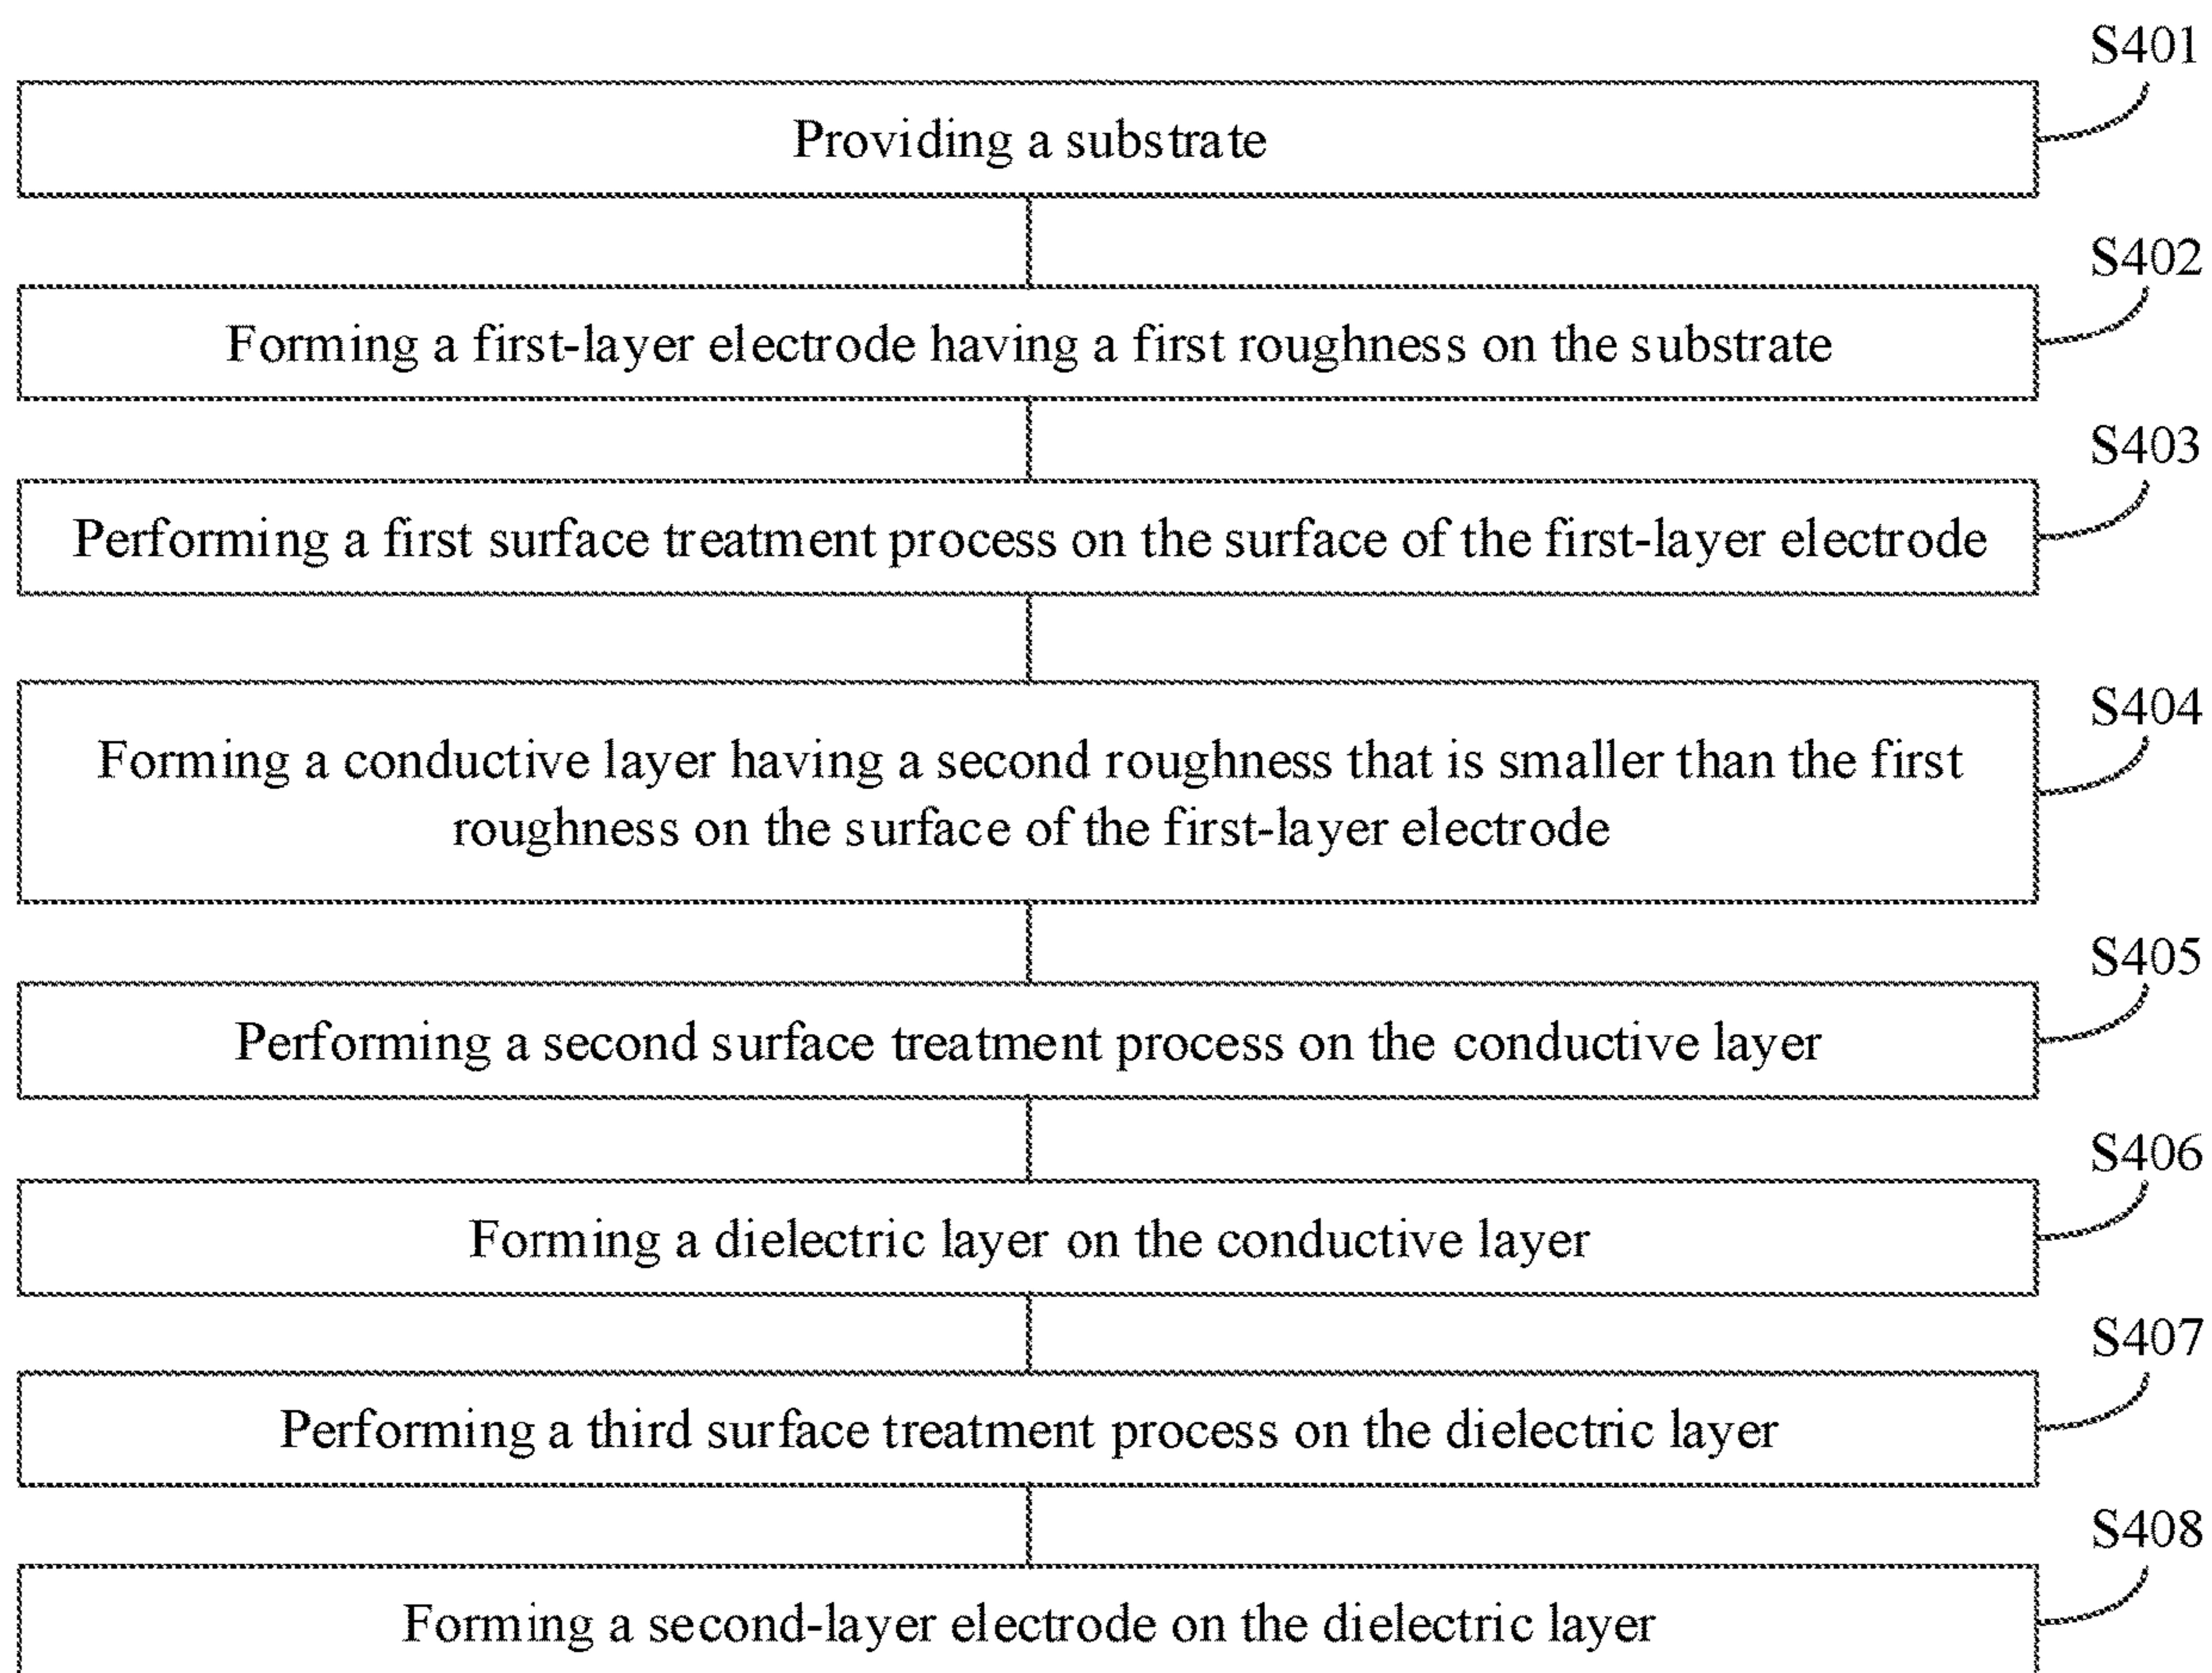 S401
Providing a substrate
S402
Forming a first-layer electrode having a first roughness on the substrate
S403
Performing a first surface treatment process on the surface of the first-layer electrode
S404
Forming a conductive layer having a second roughness that is smaller than the first
roughness on the surface of the first-layer electrode
S405
Performing a second surface treatment process on the conductive layer
S406
Forming a dielectric layer on the conductive layer
S407
Performing a third surface treatment process on the dielectric layer
S408
Forming a second-layer electrode on the dielectric layer